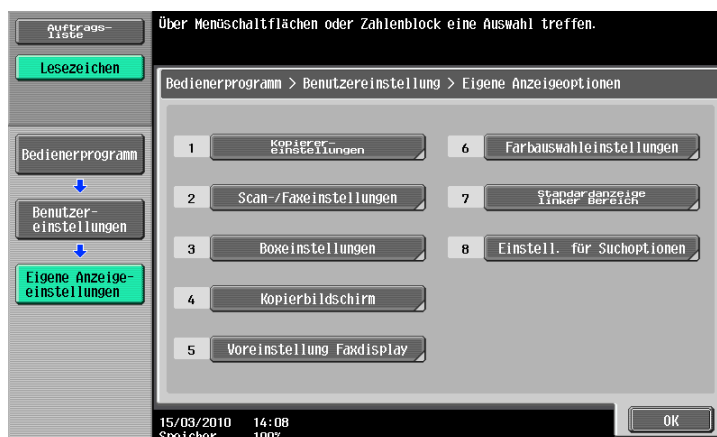 Auftrags-
liste
Über Menüschaltflächen oder Zahlenblock eine Auswahl treffen.
Lesezeichen
Bedienerprogramm > Benutzereinstellung > Eigene Anzeigeoptionen
Bedienerprogramm
Benutzer-
einstellungen
Eigene Anzeige-
einstellungen
1 Kopierer-
einstellungen
2 Scan-/Faxeinstellungen
3 Boxeinstellungen
4 Kopierbildschirm
5 Voreinstellung Faxdisplay
6 Farbauswahleinstellungen
7 Standardanzeige
linker Bereich
8 Einstell. für Suchoptionen
15/03/2010 14:08
Speicher 100%
OK